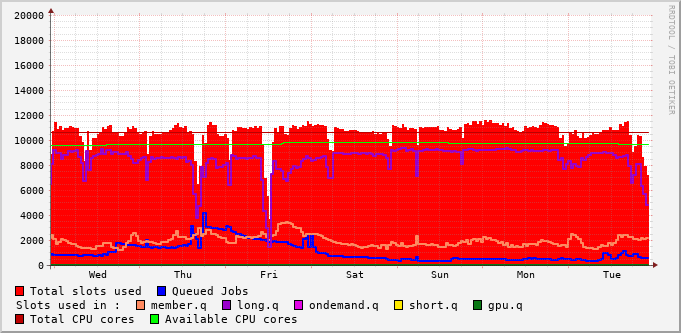 RRDTOOL / TOBI OETIKER
20000
18000
16000
14000
12000
10000
8000
6000
4000
2000
0
Wed Thu Fri Sat Sun Mon Tue
Total slots used Queued Jobs
Slots used in : member.q long.q ondemand.q short.q gpu.q
Total CPU cores Available CPU cores